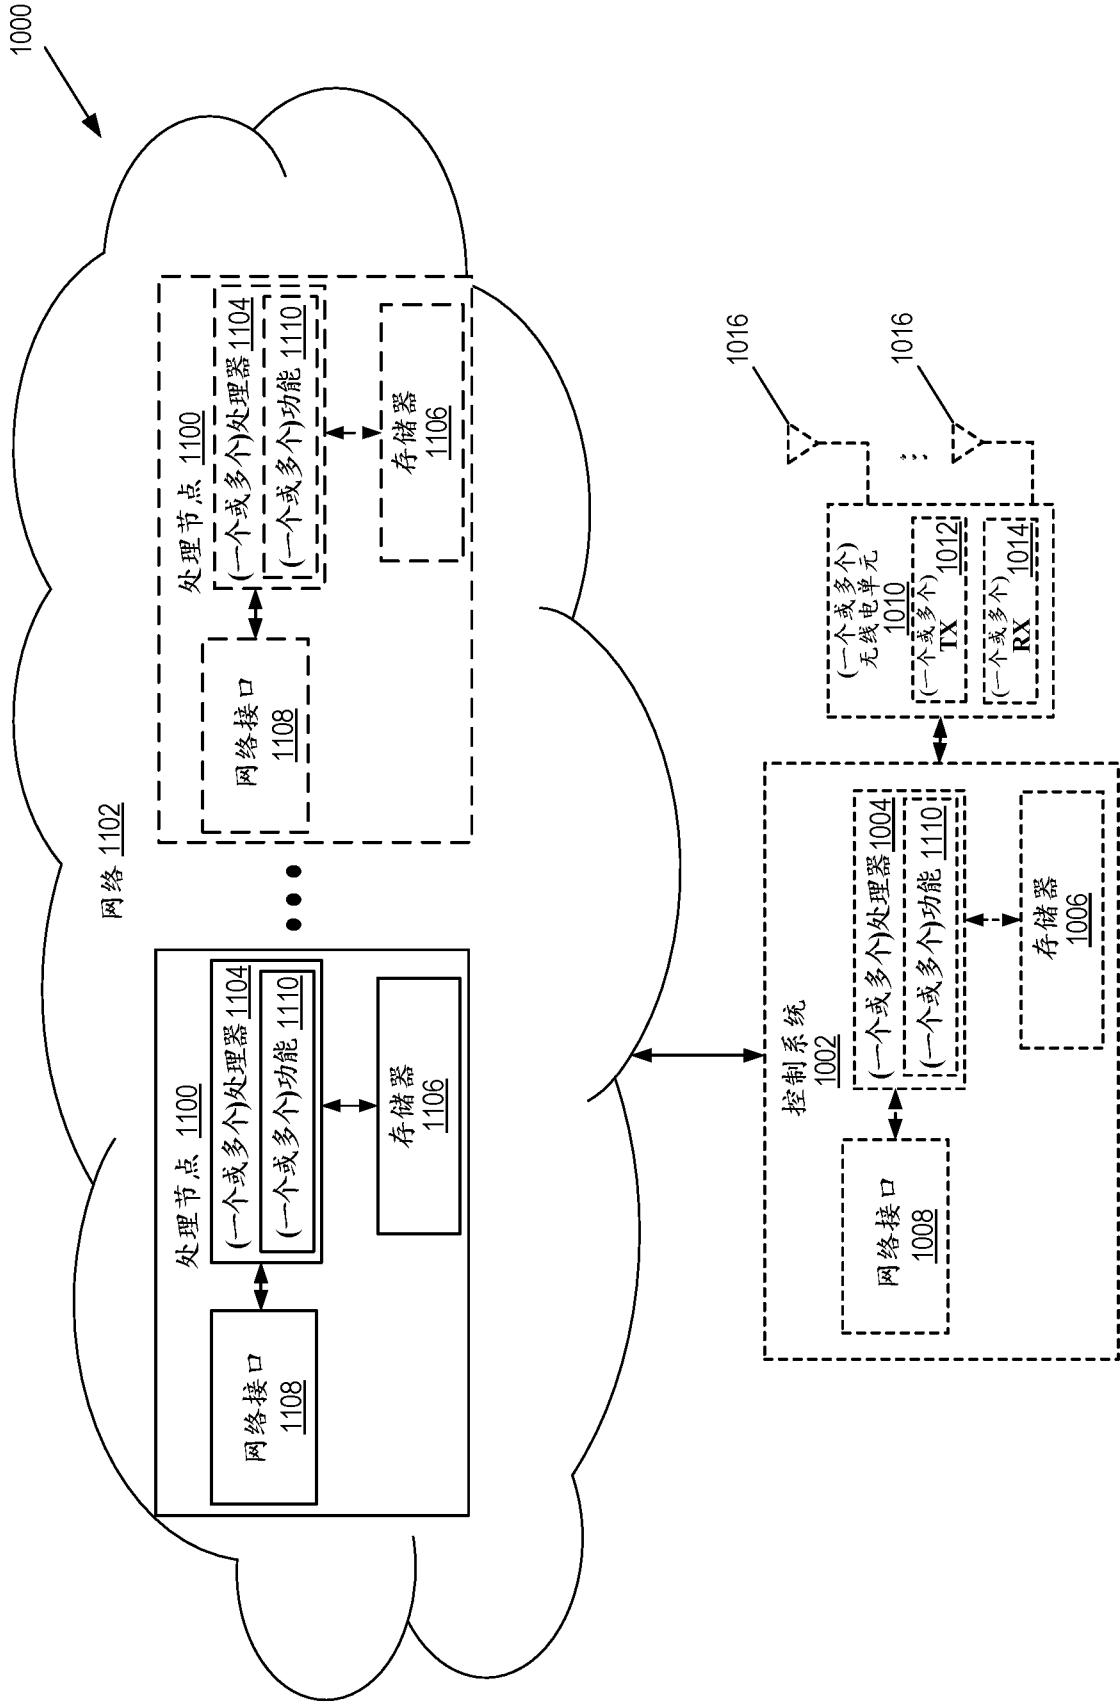 1000
网络 1102
处理节点 1100
(一个或多个)处理器 1104
(一个或多个)功能 1110
网络接口
1108
存储器
1106
处理节点 1100
(一个或多个)处理器 1104
(一个或多个)功能 1110
网络接口
1108
存储器
1106
控制系统
1002
(一个或多个)处理器 1004
(一个或多个)功能 1110
网络接口
1008
存储器
1006
(一个或多个)
无线电单元
1010
(一个或多个) 1012
TX
(一个或多个) 1014
RX
1016
1016